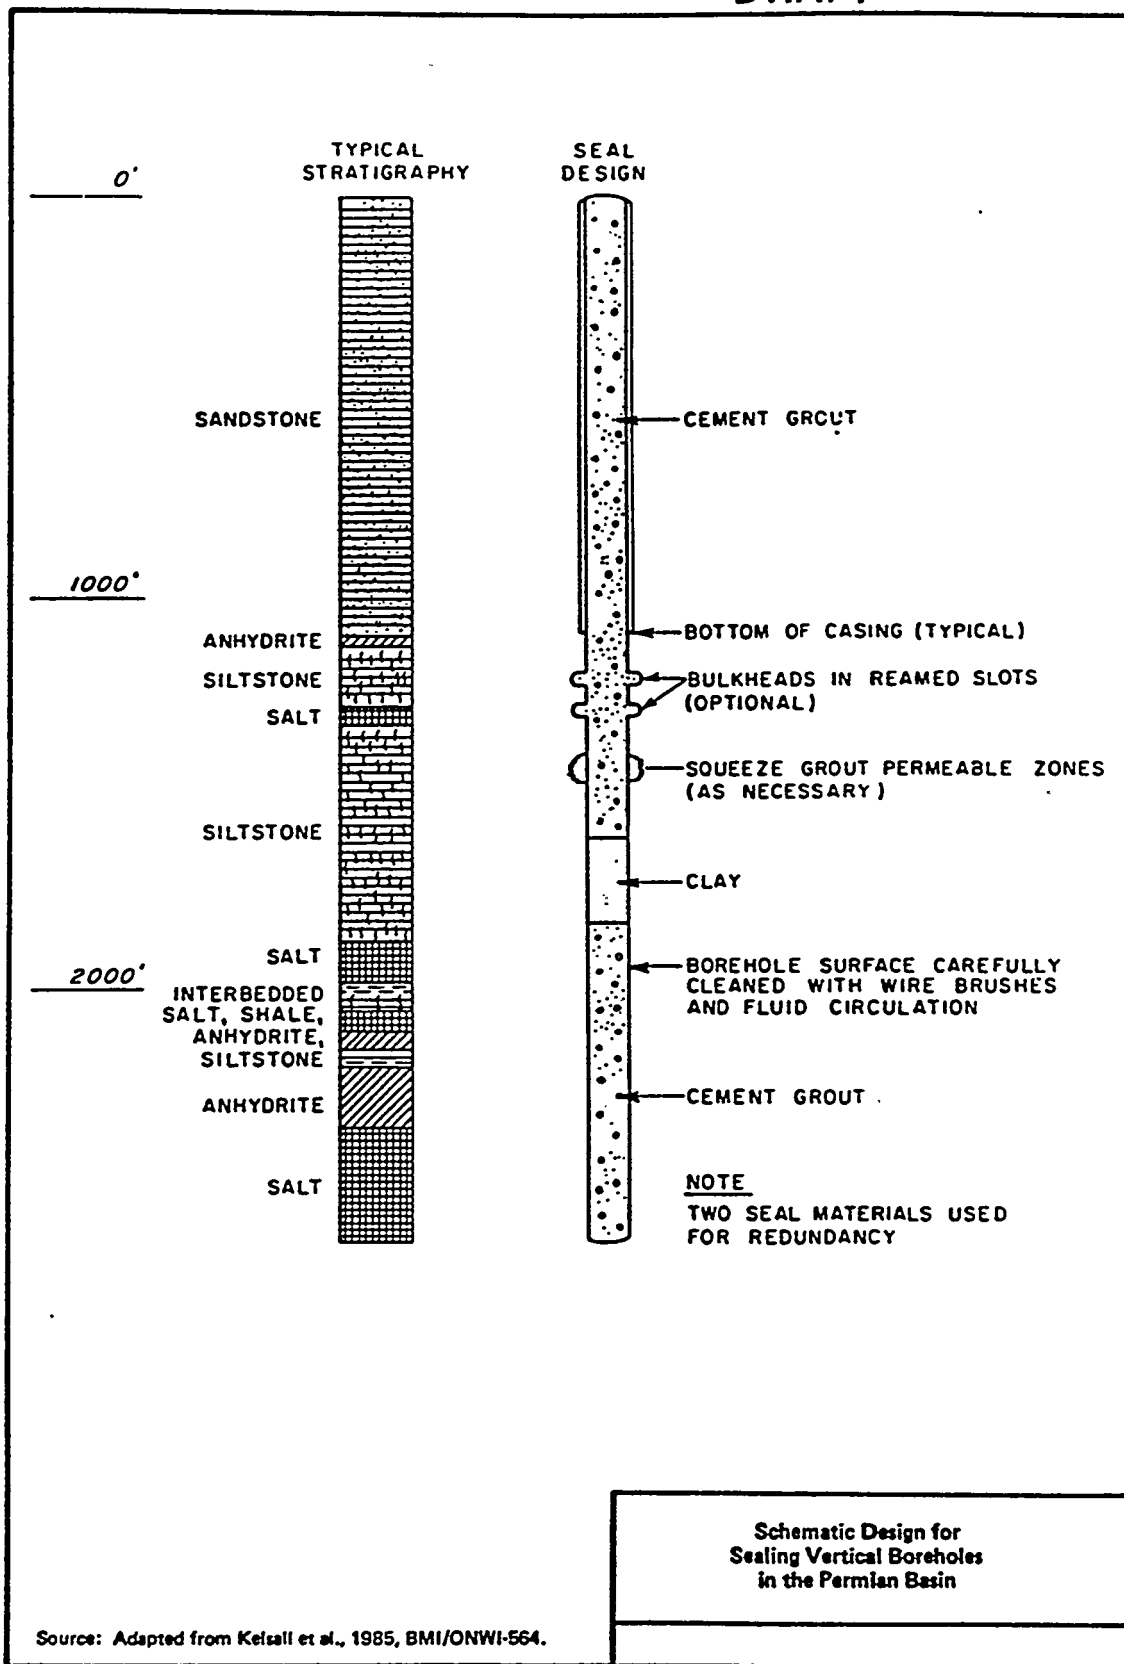 TYPICAL
STRATIGRAPHY
SEAL
DESIGN
0'
SANDSTONE
CEMENT GROUT
1000'
ANHYDRITE
BOTTOM OF CASING (TYPICAL)
SILTSTONE
BULKHEADS IN REAMED SLOTS
(OPTIONAL)
SALT
SQUEEZE GROUT PERMEABLE ZONES
(AS NECESSARY)
SILTSTONE
CLAY
SALT
BOREHOLE SURFACE CAREFULLY
CLEANED WITH WIRE BRUSHES
AND FLUID CIRCULATION
2000'
INTERBEDDED
SALT, SHALE,
ANHYDRITE,
SILTSTONE
ANHYDRITE
CEMENT GROUT
SALT
NOTE
TWO SEAL MATERIALS USED
FOR REDUNDANCY
Schematic Design for
Sealing Vertical Boreholes
in the Permian Basin
Source: Adapted from Kelsall et al., 1985, BMI/ONWI-564.